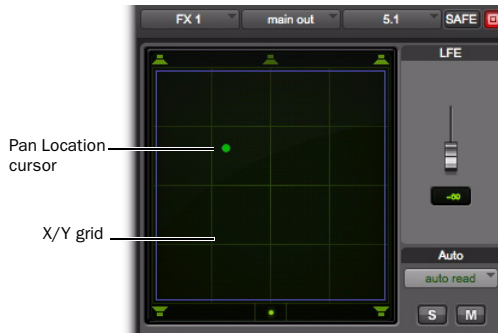 FX 1 main out 5.1 SAFE
LFE
Pan Location
cursor
-∞
X/Y grid
Auto
auto read
S M